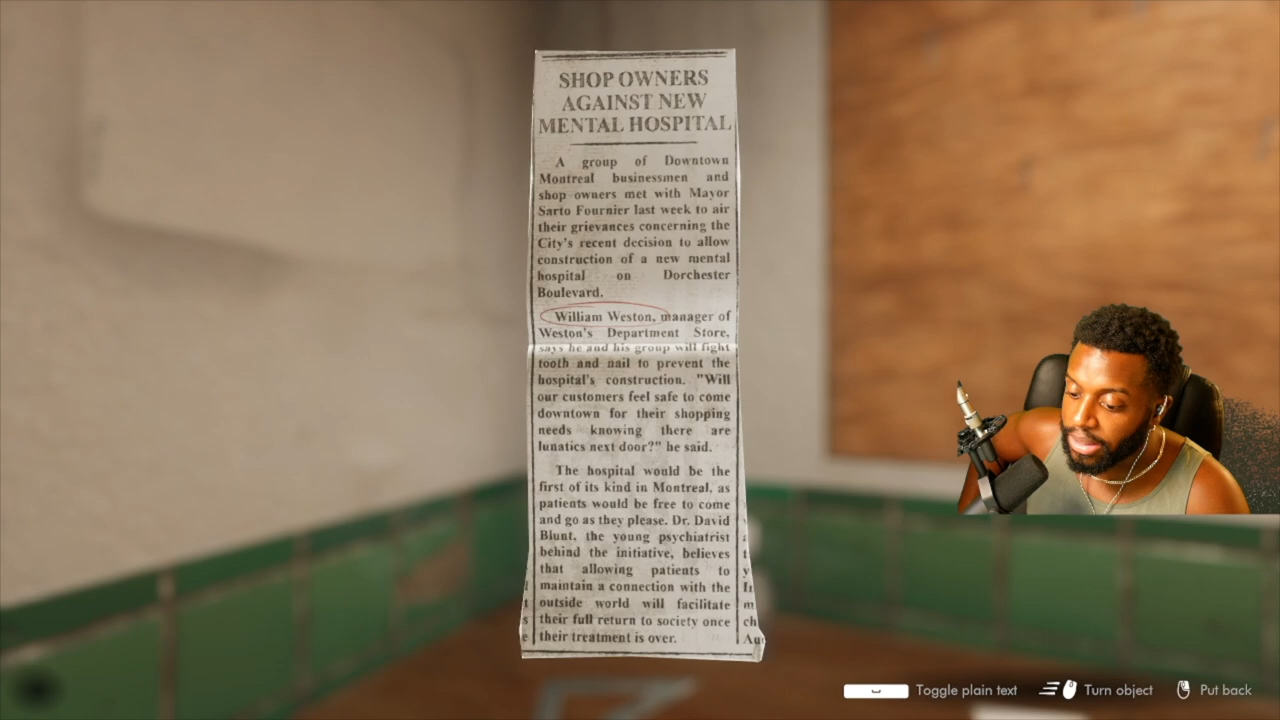 SHOP OWNERS
AGAINST NEW
MENTAL HOSPITAL
A group of Downtown
Montreal businessmen and
shop owners met with Mayor
Sarto Fournier last week to air
their grievances concerning the
City's recent decision to allow
construction of a new mental
hospital on Dorchester
Boulevard.
William Weston, manager of
Weston's Department Store,
says he and his group will fight
tooth and nail to prevent the
hospital's construction. "Will
our customers feel safe to come
downtown for their shopping
needs knowing there are
lunatics next door?" he said.
The hospital would be the
first of its kind in Montreal, as
patients would be free to come
and go as they please. Dr. David
Blunt, the young psychiatrist
behind the initiative, believes
that allowing patients to
maintain a connection with the
outside world will facilitate
their full return to society once
their treatment is over.
Toggle plain text
Turn object
Put back